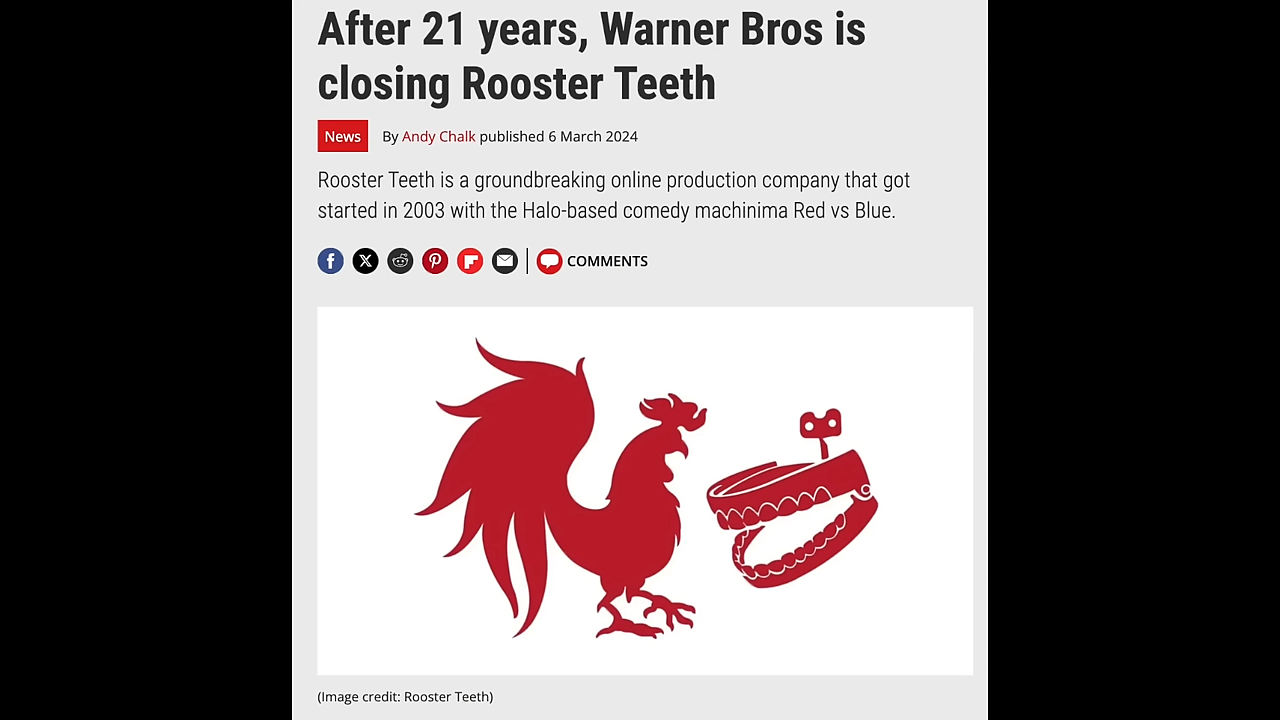 After 21 years, Warner Bros is
closing Rooster Teeth
News By Andy Chalk published 6 March 2024
Rooster Teeth is a groundbreaking online production company that got
started in 2003 with the Halo-based comedy machinima Red vs Blue.
COMMENTS
(Image credit: Rooster Teeth)